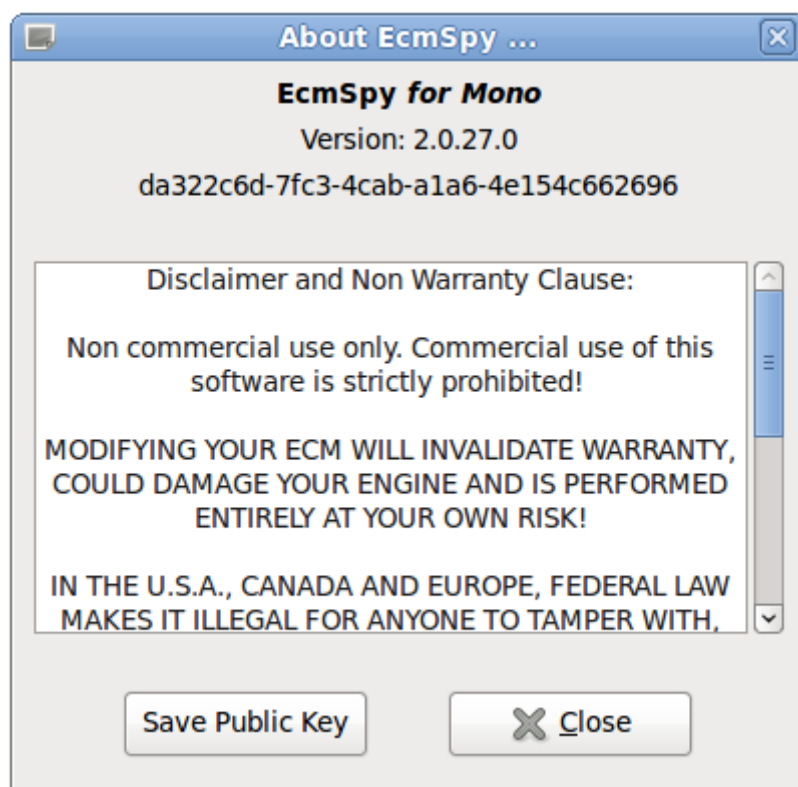 About EcmSpy ...
EcmSpy for Mono
Version: 2.0.27.0
da322c6d-7fc3-4cab-a1a6-4e154c662696
Disclaimer and Non Warranty Clause:
Non commercial use only. Commercial use of this
software is strictly prohibited!
MODIFYING YOUR ECM WILL INVALIDATE WARRANTY,
COULD DAMAGE YOUR ENGINE AND IS PERFORMED
ENTIRELY AT YOUR OWN RISK!
IN THE U.S.A., CANADA AND EUROPE, FEDERAL LAW
MAKES IT ILLEGAL FOR ANYONE TO TAMPER WITH,
Save Public Key
Close